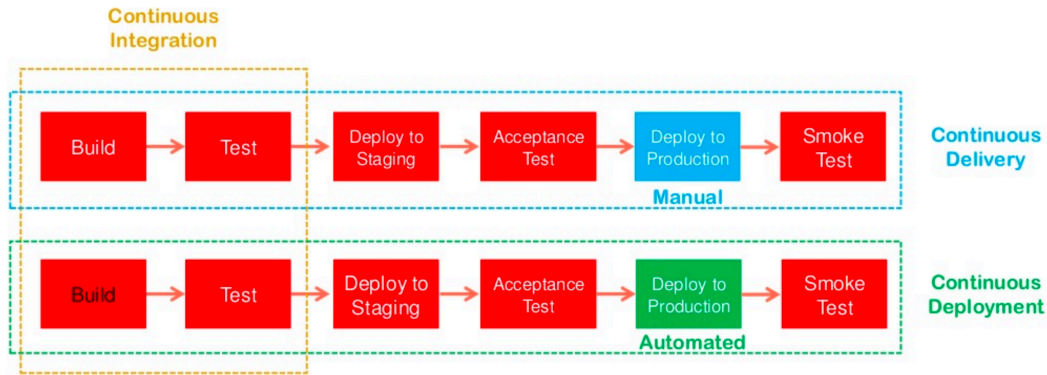 Continuous
Integration
Build
Test
Deploy to
Staging
Acceptance
Test
Deploy to
Production
Smoke
Test
Manual
Continuous
Delivery
Build
Test
Deploy to
Staging
Acceptance
Test
Deploy to
Production
Smoke
Test
Automated
Continuous
Deployment